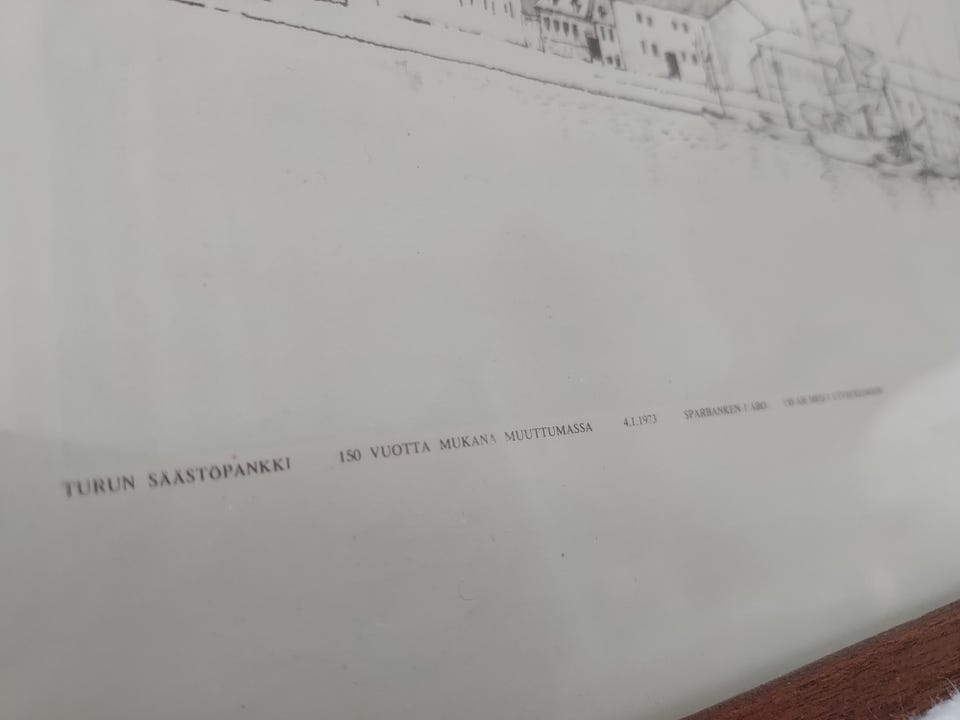 TURUN SÄÄSTÖPANKKI 150 VUOTTA MUKANA MUUTTUMASSA 4.1.1973 SPARBANKEN I ÅBO